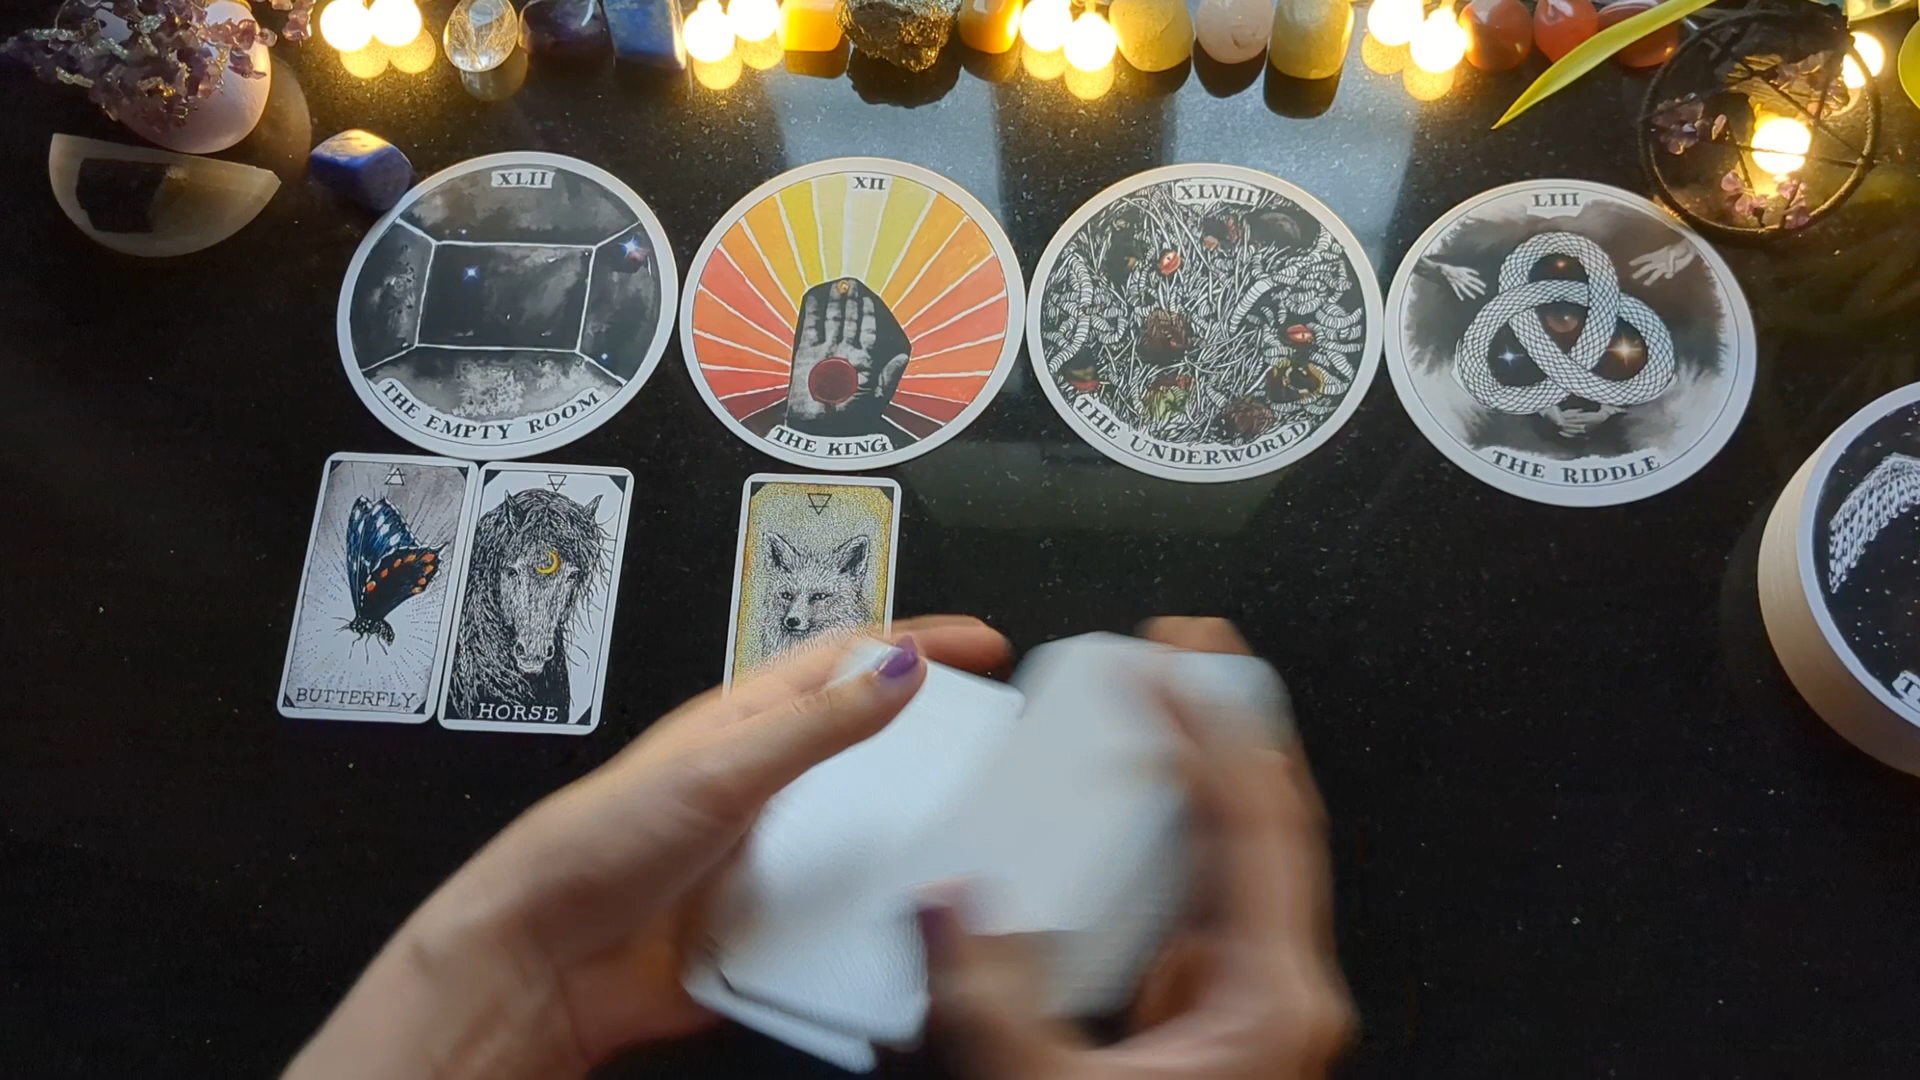 XLII
THE EMPTY ROOM
XII
THE KING
XLVIII
THE UNDERWORLD
LIII
THE RIDDLE
BUTTERFLY
HORSE